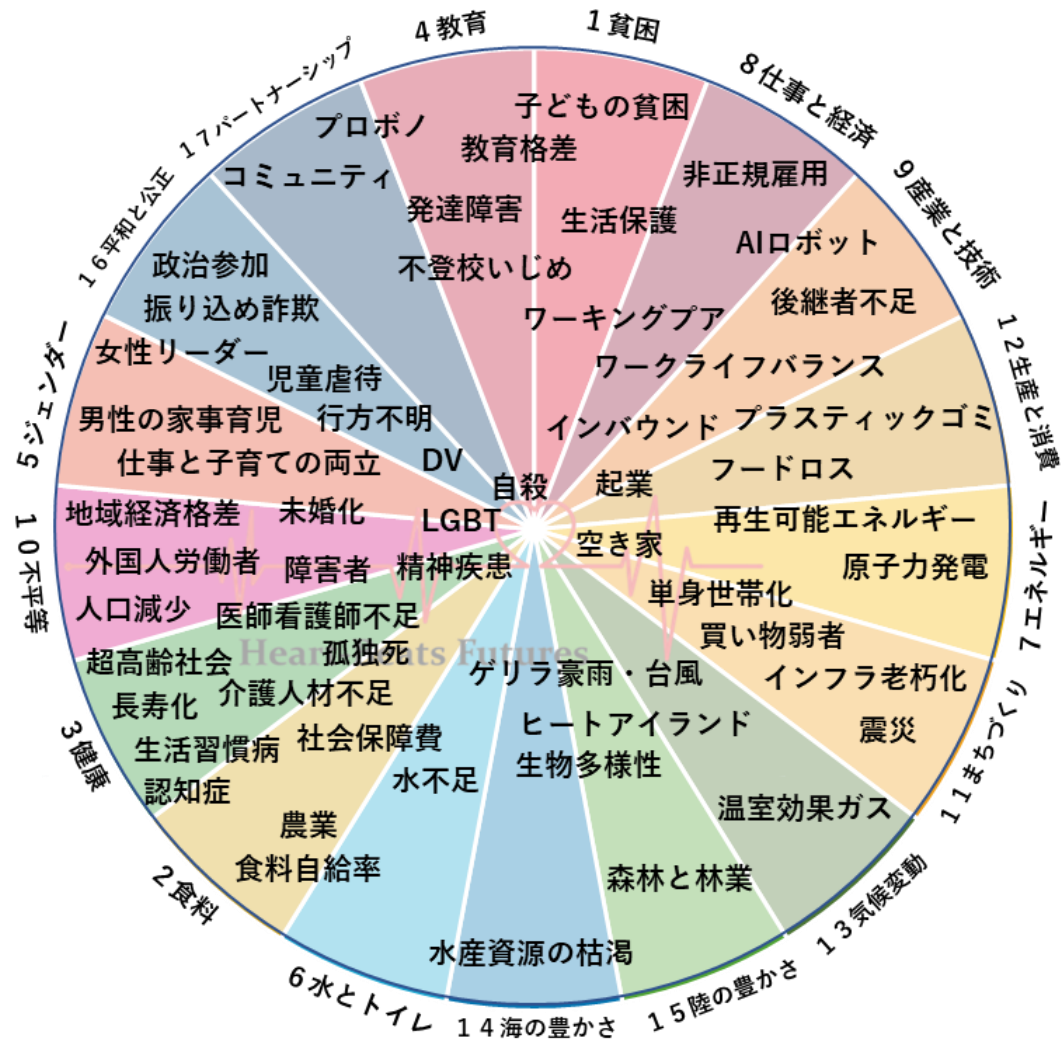 4教育
1貧困
8仕事と経済
9産業と技術
12生産と消費
7エネルギー
11まちづくり
13気候変動
15陸の豊かさ
14海の豊かさ
6水とトイレ
2食料
3健康
10不平等
5ジェンダー
16平和と公正
17パートナーシップ
子どもの貧困
プロボノ
教育格差
コミュニティ
非正規雇用
発達障害
生活保護
AIロボット
政治参加
不登校いじめ
後継者不足
振り込め詐欺
ワーキングプア
女性リーダー
ワークライフバランス
児童虐待
男性の家事育児
行方不明
インバウンド
プラスティックゴミ
仕事と子育ての両立
DV
フードロス
自殺
起業
地域経済格差
未婚化
LGBT
再生可能エネルギー
空き家
外国人労働者
障害者
精神疾患
原子力発電
単身世帯化
人口減少
医師看護師不足
買い物弱者
Heart Beats Futures
孤独死
超高齢社会
ゲリラ豪雨・台風
インフラ老朽化
長寿化
介護人材不足
ヒートアイランド
震災
生活習慣病
社会保障費
生物多様性
認知症
水不足
温室効果ガス
農業
食料自給率
森林と林業
水産資源の枯渇